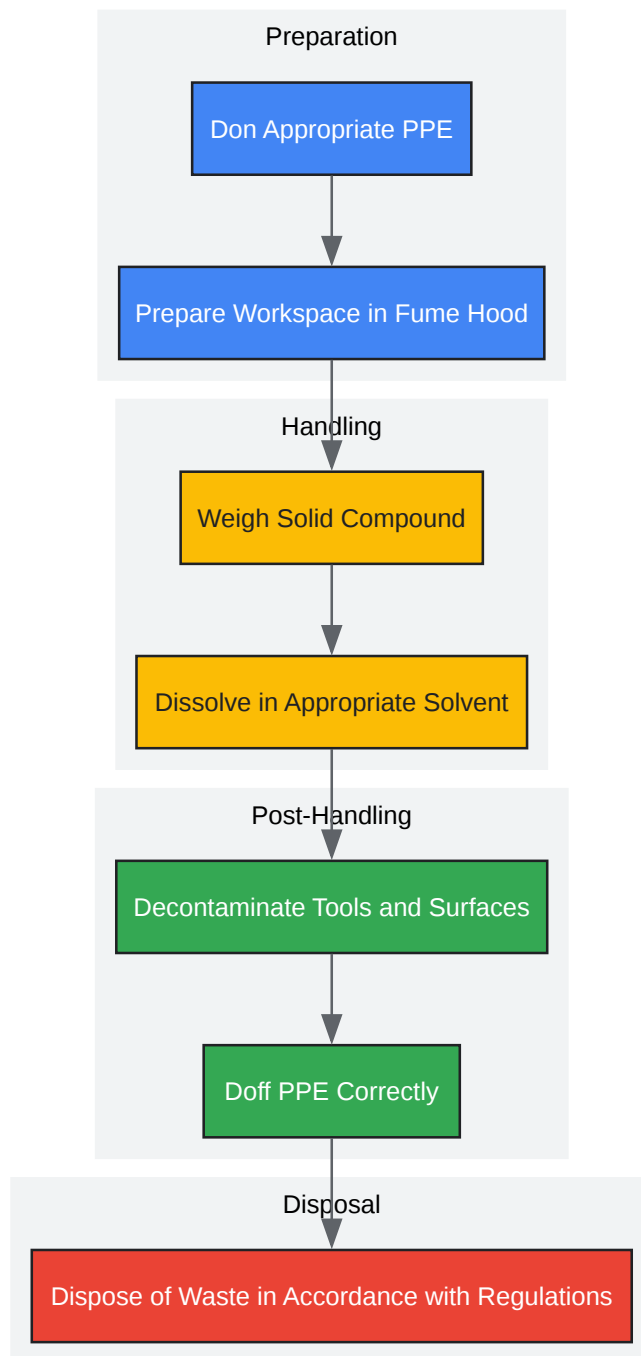 Preparation
Don Appropriate PPE
Prepare Workspace in Fume Hood
Handling
Weigh Solid Compound
Dissolve in Appropriate Solvent
Post-Handling
Decontaminate Tools and Surfaces
Doff PPE Correctly
Disposal
Dispose of Waste in Accordance with Regulations